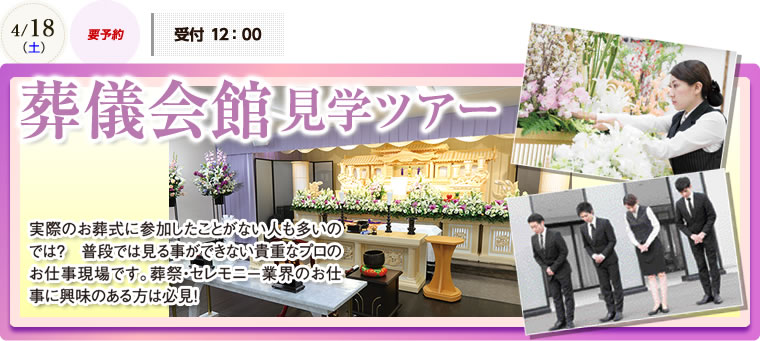 4/18
（土）
要予約
受付 12：00
葬儀会館見学ツアー
実際のお葬式に参加したことがない人も多いの
では？　普段では見る事ができない貴重なプロの
お仕事現場です。葬祭・セレモニー業界のお仕
事に興味のある方は必見！